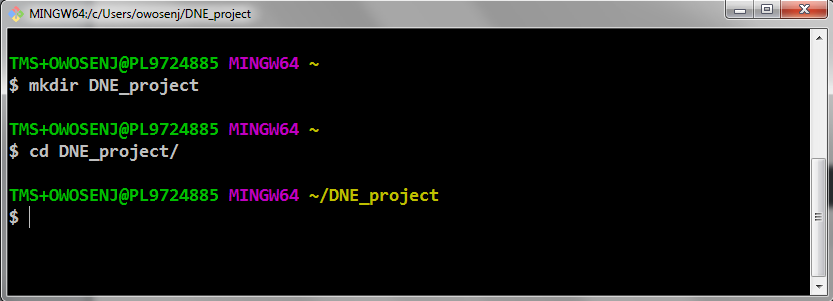 MINGW64:/c/Users/owosenj/DNE_project
TMS+OWOSENJ@PL9724885 MINGW64 ~
$ mkdir DNE_project
TMS+OWOSENJ@PL9724885 MINGW64 ~
$ cd DNE_project/
TMS+OWOSENJ@PL9724885 MINGW64 ~/DNE_project
$